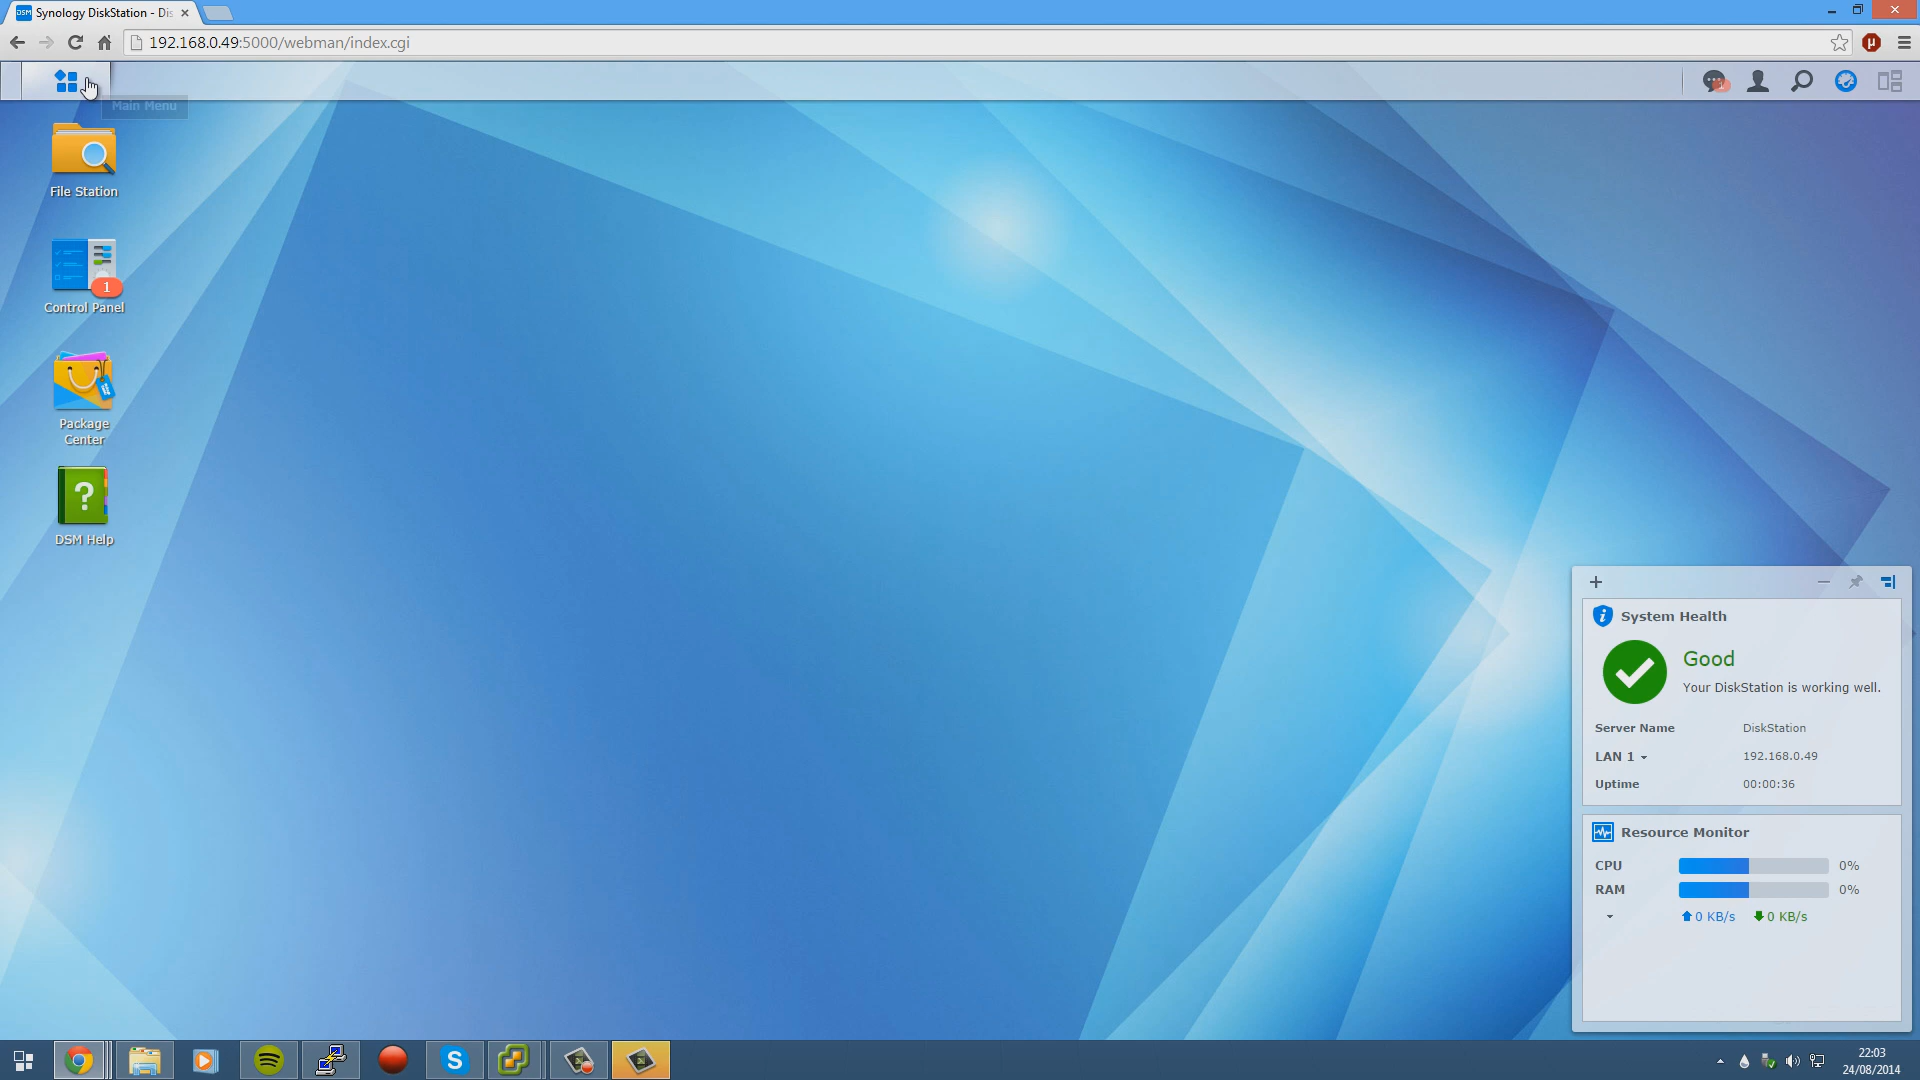 Synology DiskStation - Dis
192.168.0.49:5000/webman/index.cgi
Main Menu
File Station
1
Control Panel
Package
Center
?
DSM Help
System Health
Good
Your DiskStation is working well.
Server Name DiskStation
LAN 1 192.168.0.49
Uptime 00:00:36
Resource Monitor
CPU 0%
RAM 0%
0 KB/s 0 KB/s
22:03
24/08/2014